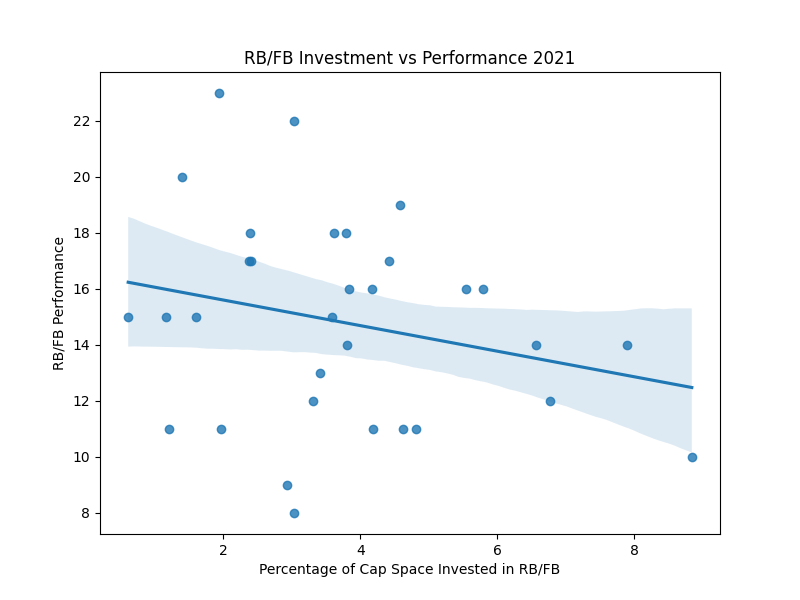 RB/FB Investment vs Performance 2021
RB/FB Performance
22
20
18
16
14
12
10
8
2 4 6 8
Percentage of Cap Space Invested in RB/FB